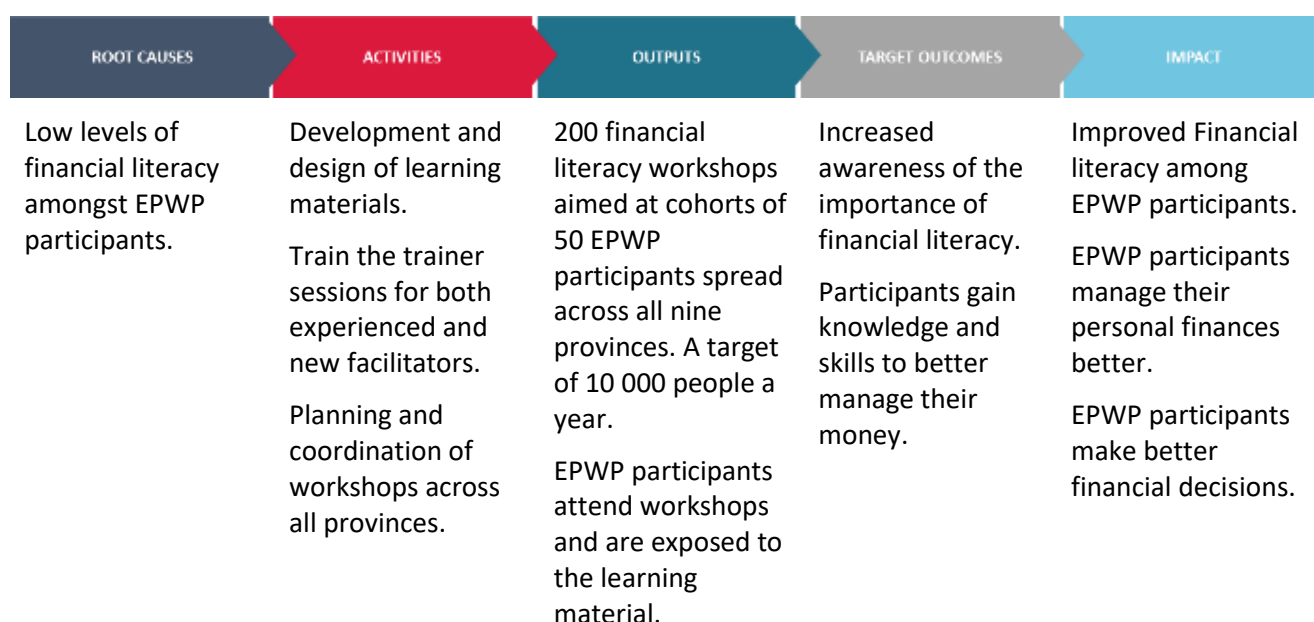 ROOT CAUSES
ACTIVITIES
OUTPUTS
TARGET OUTCOMES
IMPACT
Low levels of
financial literacy
amongst EPWP
participants.
Development and
design of learning
materials.
Train the trainer
sessions for both
experienced and
new facilitators.
Planning and
coordination of
workshops across
all provinces.
200 financial
literacy workshops
aimed at cohorts of
50 EPWP
participants spread
across all nine
provinces. A target
of 10 000 people a
year.
EPWP participants
attend workshops
and are exposed to
the learning
material.
Increased
awareness of the
importance of
financial literacy.
Participants gain
knowledge and
skills to better
manage their
money.
Improved Financial
literacy among
EPWP participants.
EPWP participants
manage their
personal finances
better.
EPWP participants
make better
financial decisions.